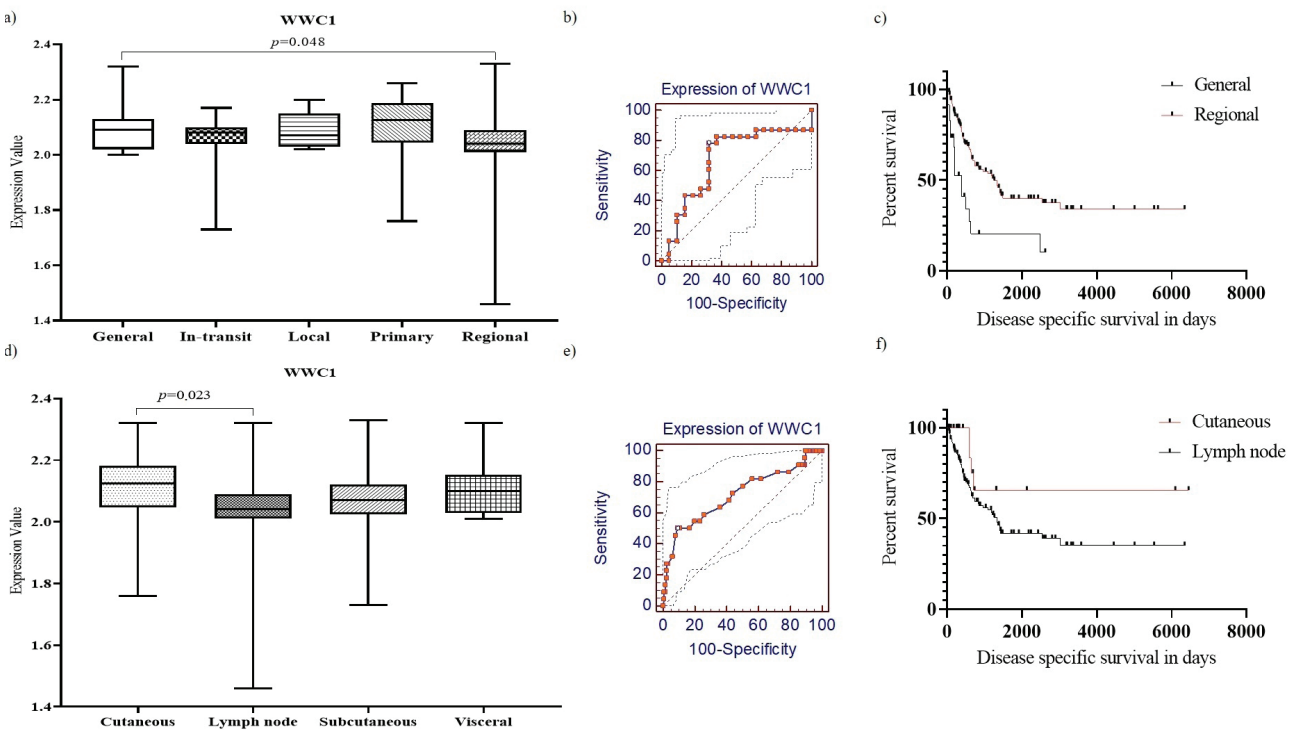 a)
WWC1
p=0.048
2.4
2.2
2.0
1.8
1.6
1.4
Expression Value
General In-transit Local Primary Regional
b)
Expression of WWC1
100
80
60
40
20
0
Sensitivity
0 20 40 60 80 100
100-Specificity
c)
General
Regional
100
50
0
Percent survival
0 2000 4000 6000 8000
Disease specific survival in days
d)
WWC1
p=0.023
2.4
2.2
2.0
1.8
1.6
1.4
Expression Value
Cutaneous Lymph node Subcutaneous Visceral
e)
Expression of WWC1
100
80
60
40
20
0
Sensitivity
0 20 40 60 80 100
100-Specificity
f)
Cutaneous
Lymph node
100
50
0
Percent survival
0 2000 4000 6000 8000
Disease specific survival in days